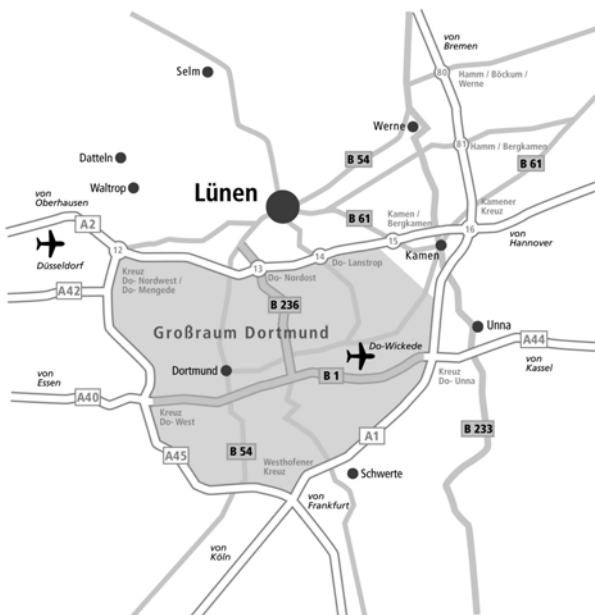 von
Bremen
Selm
80
Hamm / Böckum /
Werne
Werne
81
Hamm / Bergkamen
B 54
B 61
Datteln
Waltrop
Lünen
von
Oberhausen
A2
B 61
Kamen /
Bergkamen
Kamener
Kreuz
16
15
14
13
12
von
Hannover
Düsseldorf
Do- Lanstrop
Kamen
Do- Nordost
Kreuz
Do- Nordwest /
Do- Mengede
A42
B 236
Großraum Dortmund
Do-Wickede
Unna
A44
von
Kassel
Dortmund
B 1
Kreuz
Do- Unna
von
Essen
A40
Kreuz
Do- West
A1
B 233
A45
B 54
Westhofener
Kreuz
Schwerte
von
Frankfurt
von
Köln